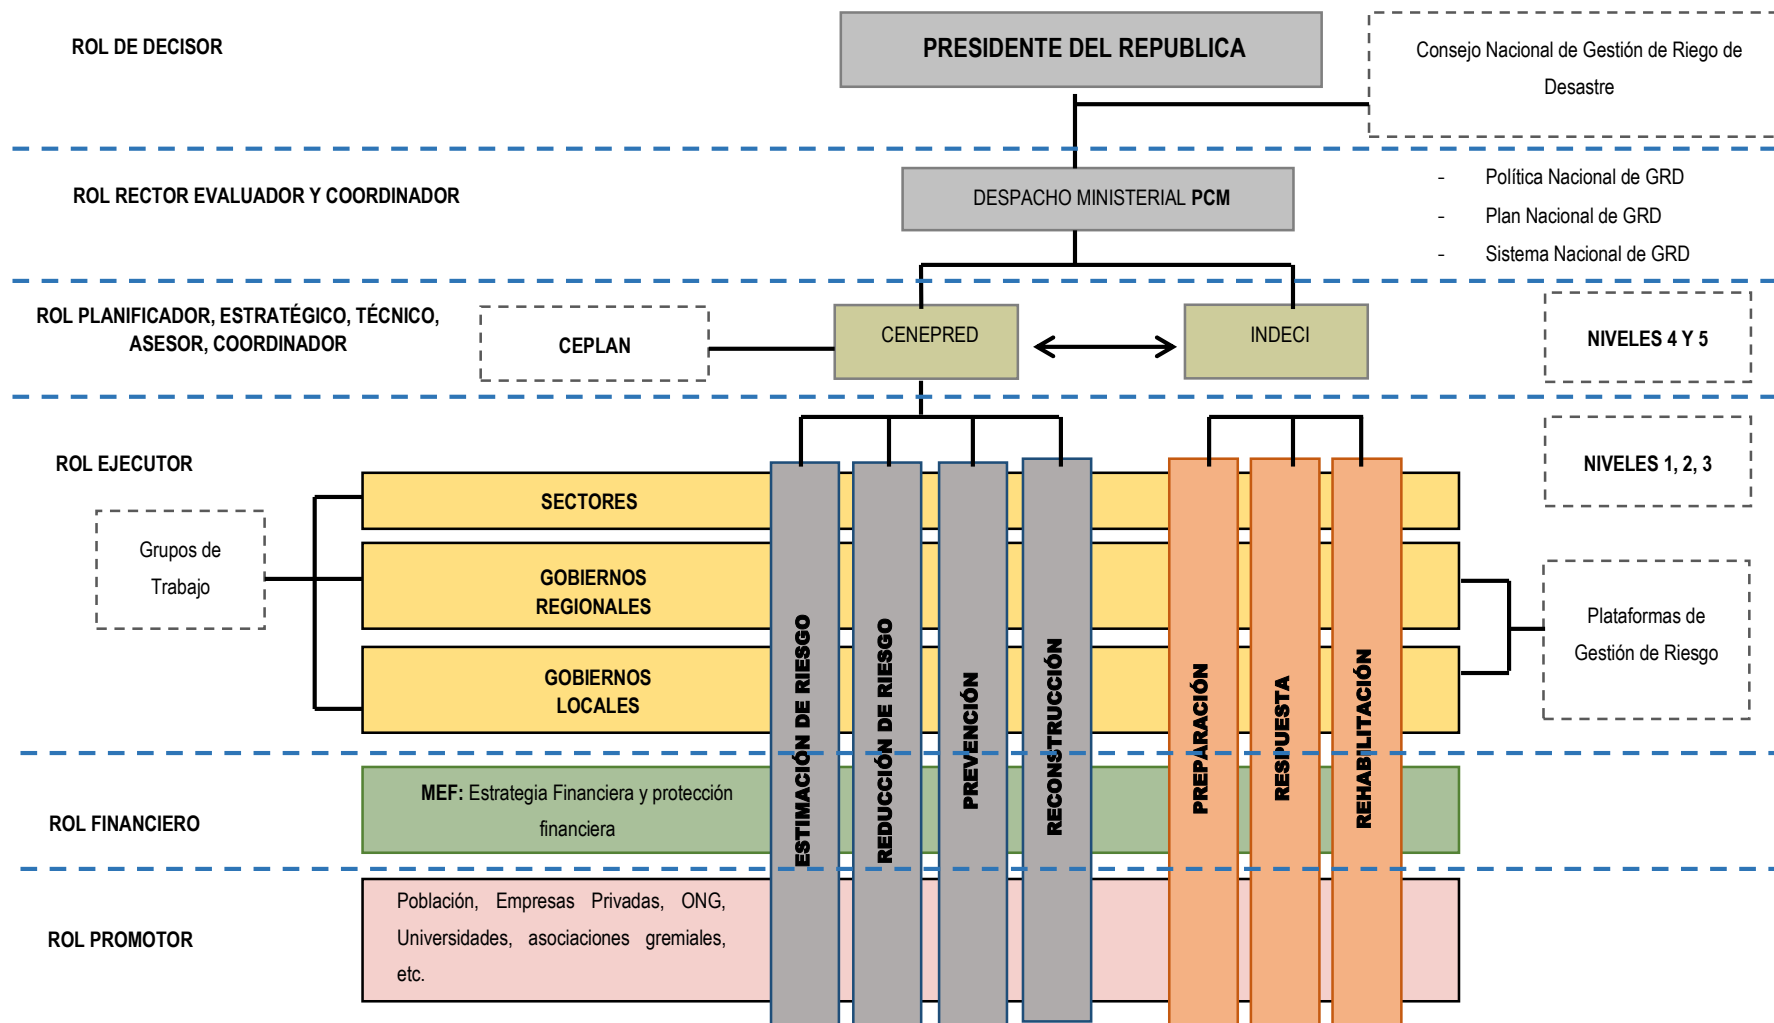 ROL DE DECISOR
PRESIDENTE DEL REPUBLICA
Consejo Nacional de Gestión de Riego de
Desastre
ROL RECTOR EVALUADOR Y COORDINADOR
DESPACHO MINISTERIAL PCM
- Política Nacional de GRD
- Plan Nacional de GRD
- Sistema Nacional de GRD
ROL PLANIFICADOR, ESTRATÉGICO, TÉCNICO,
ASESOR, COORDINADOR
CEPLAN
CENEPRED
INDECI
NIVELES 4 Y 5
ROL EJECUTOR
NIVELES 1, 2, 3
Grupos de
Trabajo
SECTORES
GOBIERNOS
REGIONALES
GOBIERNOS
LOCALES
Plataformas de
Gestión de Riesgo
ESTIMACIÓN DE RIESGO
REDUCCIÓN DE RIESGO
PREVENCIÓN
RECONSTRUCCIÓN
PREPARACIÓN
RESPUESTA
REHABILITACIÓN
ROL FINANCIERO
MEF: Estrategia Financiera y protección
financiera
ROL PROMOTOR
Población, Empresas Privadas, ONG,
Universidades, asociaciones gremiales,
etc.